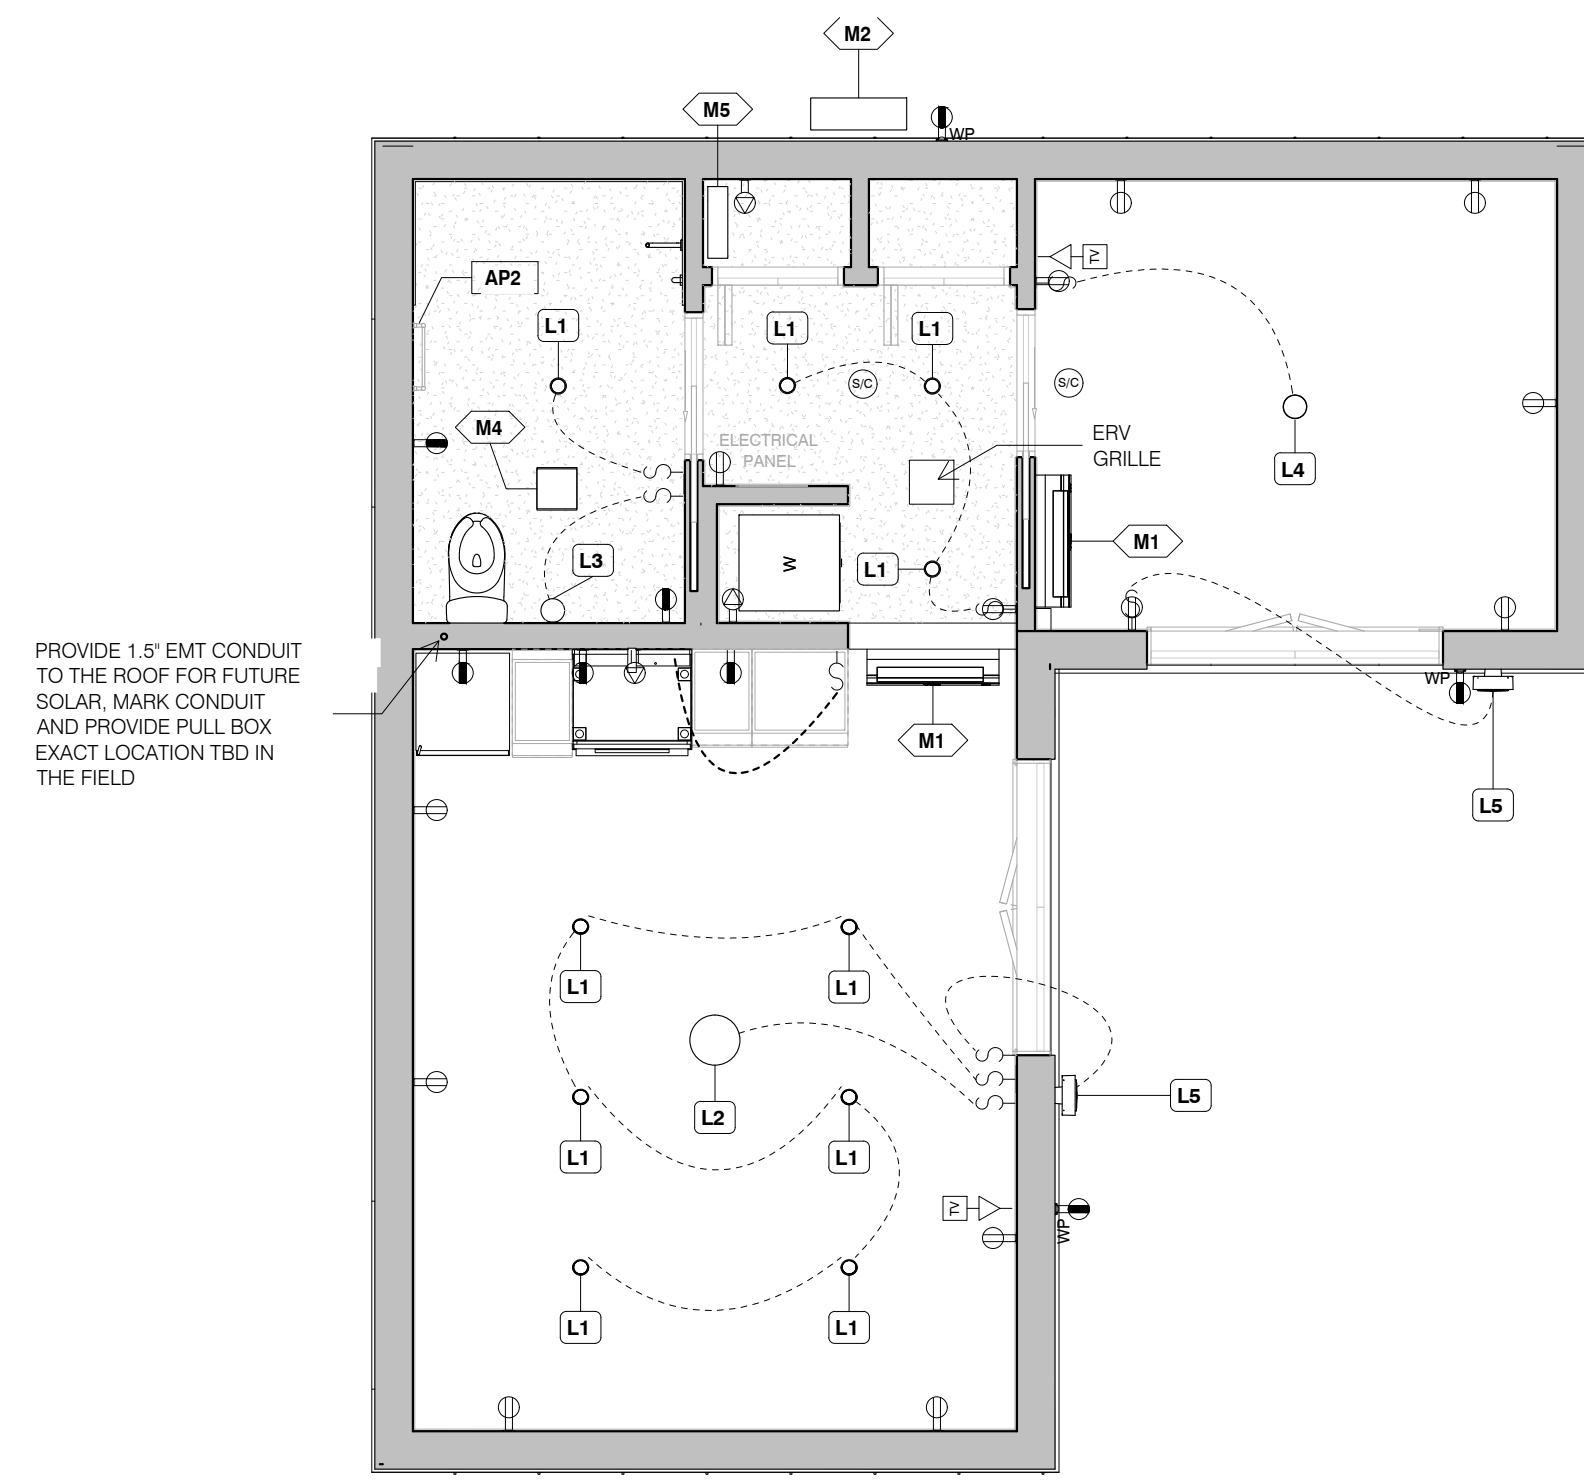 M2
M5
WP
TV
AP2
L1
L1
L1
S/C
S/C
M4
ELECTRICAL
PANEL
ERV
GRILLE
L4
M1
W
L1
L3
PROVIDE 1.5" EMT CONDUIT
TO THE ROOF FOR FUTURE
SOLAR, MARK CONDUIT
AND PROVIDE PULL BOX
EXACT LOCATION TBD IN
THE FIELD
WP
M1
L5
L1
L1
L2
L5
L1
L1
TV
WP
L1
L1